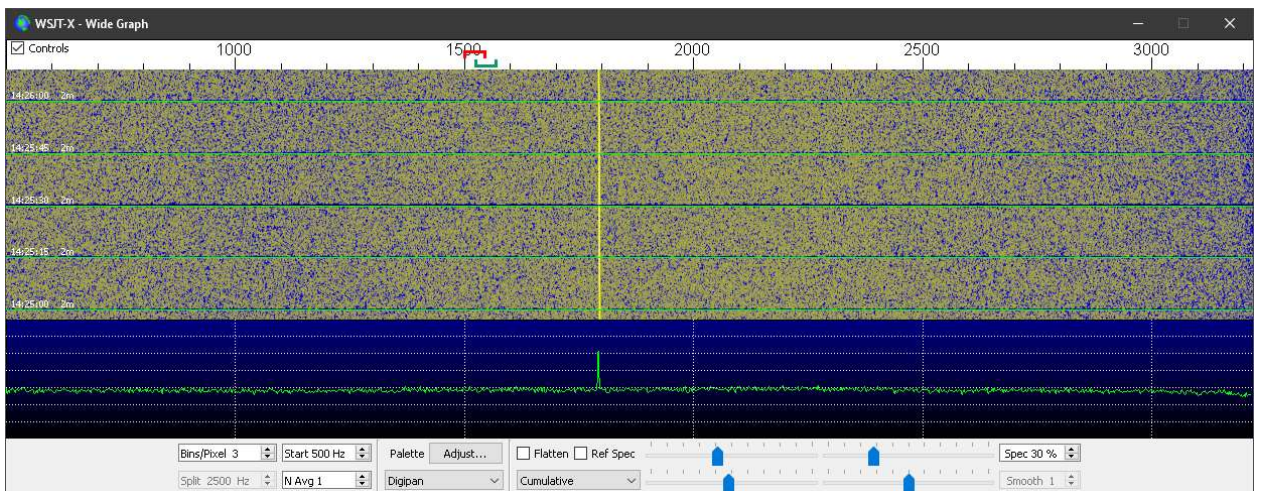 WSJT-X - Wide Graph
Controls 1000 1500 2000 2500 3000
14:26:00 2m
14:25:45 2m
14:25:30 2m
14:25:15 2m
14:25:00 2m
Bins/Pixel 3 Start 500 Hz Palette Adjust... Flatten Ref Spec Spec 30 %
Split 2500 Hz N Avg 1 Digipan Cumulative Smooth 1